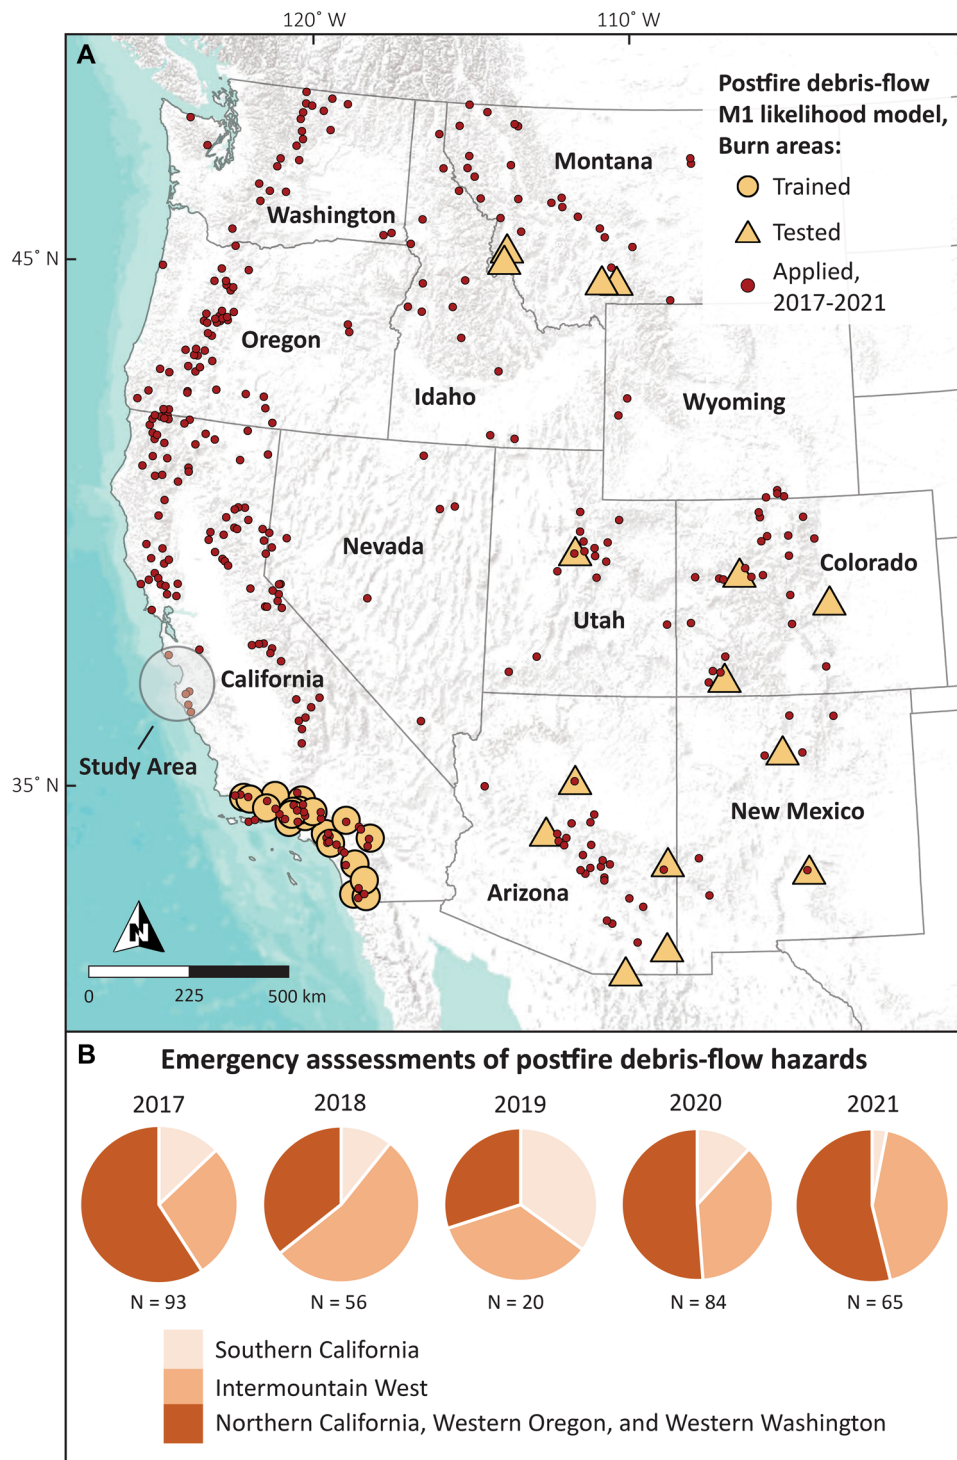 120° W
110° W
A
Postfire debris-flow
M1 likelihood model,
Burn areas:
Trained
Tested
Applied,
2017-2021
Montana
Washington
45° N
Oregon
Idaho
Wyoming
Nevada
Colorado
Utah
California
Study Area
35° N
New Mexico
Arizona
N
0
225
500 km
B
Emergency asssessments of postfire debris-flow hazards
2017
2018
2019
2020
2021
N = 93
N = 56
N = 20
N = 84
N = 65
Southern California
Intermountain West
Northern California, Western Oregon, and Western Washington